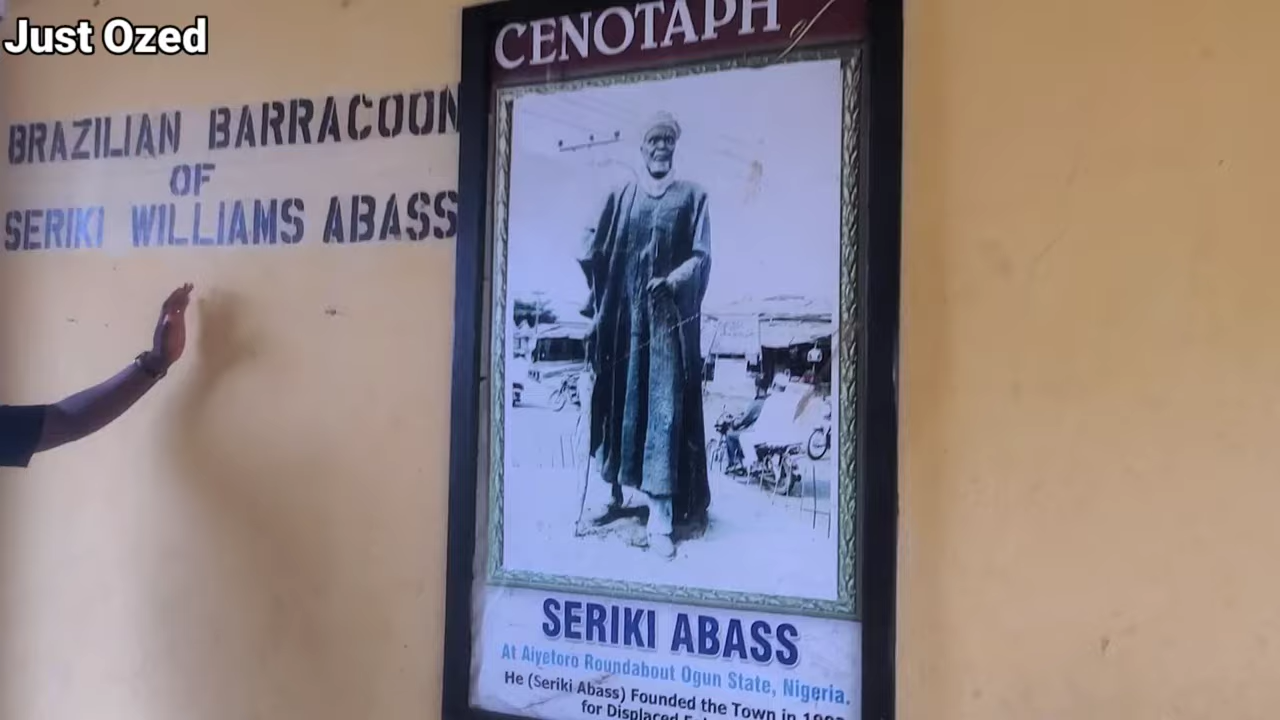 Just Ozed
BRAZILIAN BARRACOON
OF
SERIKI WILLIAMS ABASS
CENOTAPH of
SERIKI ABASS
At Aiyetoro Roundabout Ogun State, Nigeria.
He (Seriki Abass) Founded the Town in
for Displaced